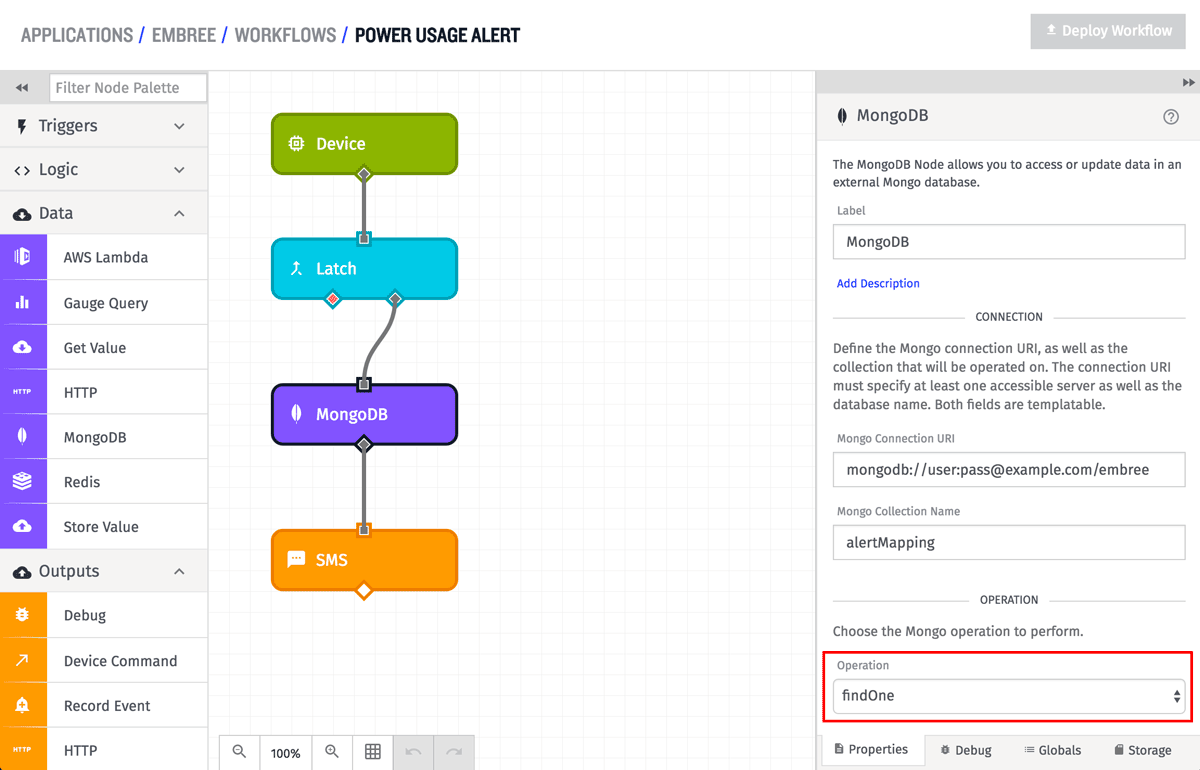 APPLICATIONS / EMBREE / WORKFLOWS / POWER USAGE ALERT
Deploy Workflow
Filter Node Palette
Triggers
Logic
Data
AWS Lambda
Gauge Query
Get Value
HTTP HTTP
MongoDB
Redis
Store Value
Outputs
Debug
Device Command
Record Event
HTTP HTTP
Device
Latch
MongoDB
SMS
100%
MongoDB
The MongoDB Node allows you to access or update data in an
external Mongo database.
Label
MongoDB
Add Description
CONNECTION
Define the Mongo connection URI, as well as the
collection that will be operated on. The connection URI
must specify at least one accessible server as well as the
database name. Both fields are templatable.
Mongo Connection URI
mongodb://user:pass@example.com/embree
Mongo Collection Name
alertMapping
OPERATION
Choose the Mongo operation to perform.
Operation
findOne
Properties Debug Globals Storage